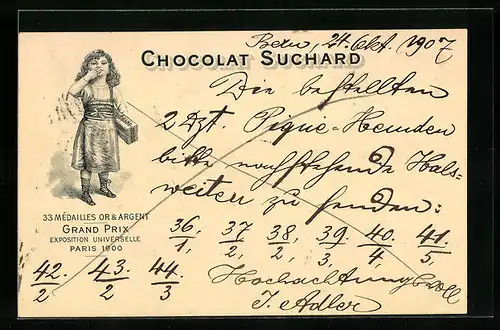 Bern, 24. Okt. 1907
CHOCOLAT SUCHARD
Die bestellten
2 Dzt. Pique=Hemden
bitte nachstehende Hals=
weiter zu senden:
33 MÉDAILLES OR & ARGENT
GRAND PRIX
EXPOSITION UNIVERSELLE
PARIS 1900
36./1 37/2, 38./2, 39./3, 40./4 41./5.
42./2 43./2 44./3
Hochachtungsvoll
J. Adler